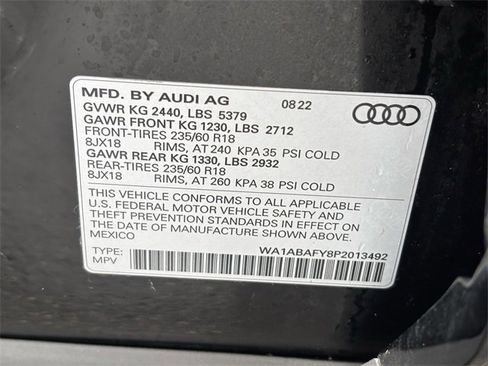 MFD. BY AUDI AG 08 22
GVWR KG 2440, LBS 5379
GAWR FRONT KG 1230, LBS 2712
FRONT-TIRES 235/60 R18
8JX18 RIMS, AT 240 KPA 35 PSI COLD
GAWR REAR KG 1330, LBS 2932
REAR-TIRES 235/60 R18
8JX18 RIMS, AT 260 KPA 38 PSI COLD
THIS VEHICLE CONFORMS TO ALL APPLICABLE
U.S. FEDERAL MOTOR VEHICLE SAFETY AND
THEFT PREVENTION STANDARDS IN EFFECT ON
THE DATE OF MANUFACTURE SHOWN ABOVE.
MEXICO
TYPE: WA1ABAFY8P2013492
MPV